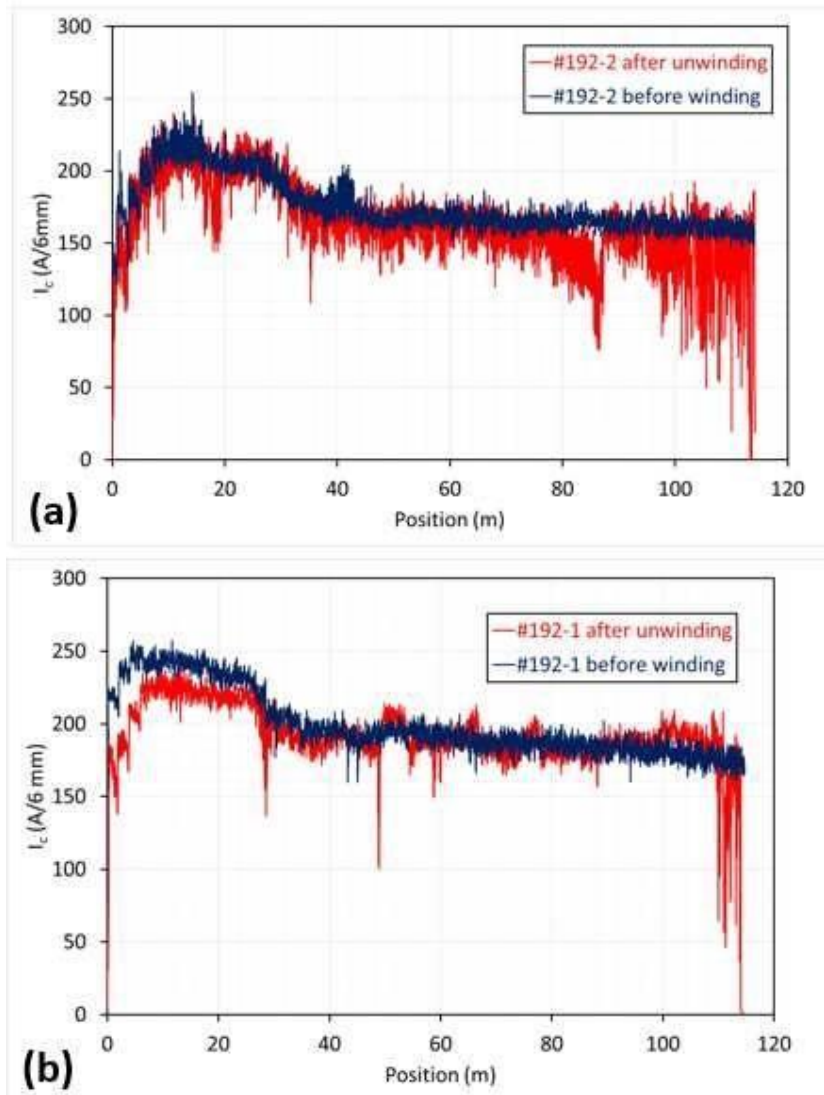 300
250
200
150
100
50
0
I_c (A/6mm)
#192-2 after unwinding
#192-2 before winding
0 20 40 60 80 100 120
Position (m)
(a)
300
250
200
150
100
50
0
I_c (A/6 mm)
#192-1 after unwinding
#192-1 before winding
0 20 40 60 80 100 120
Position (m)
(b)